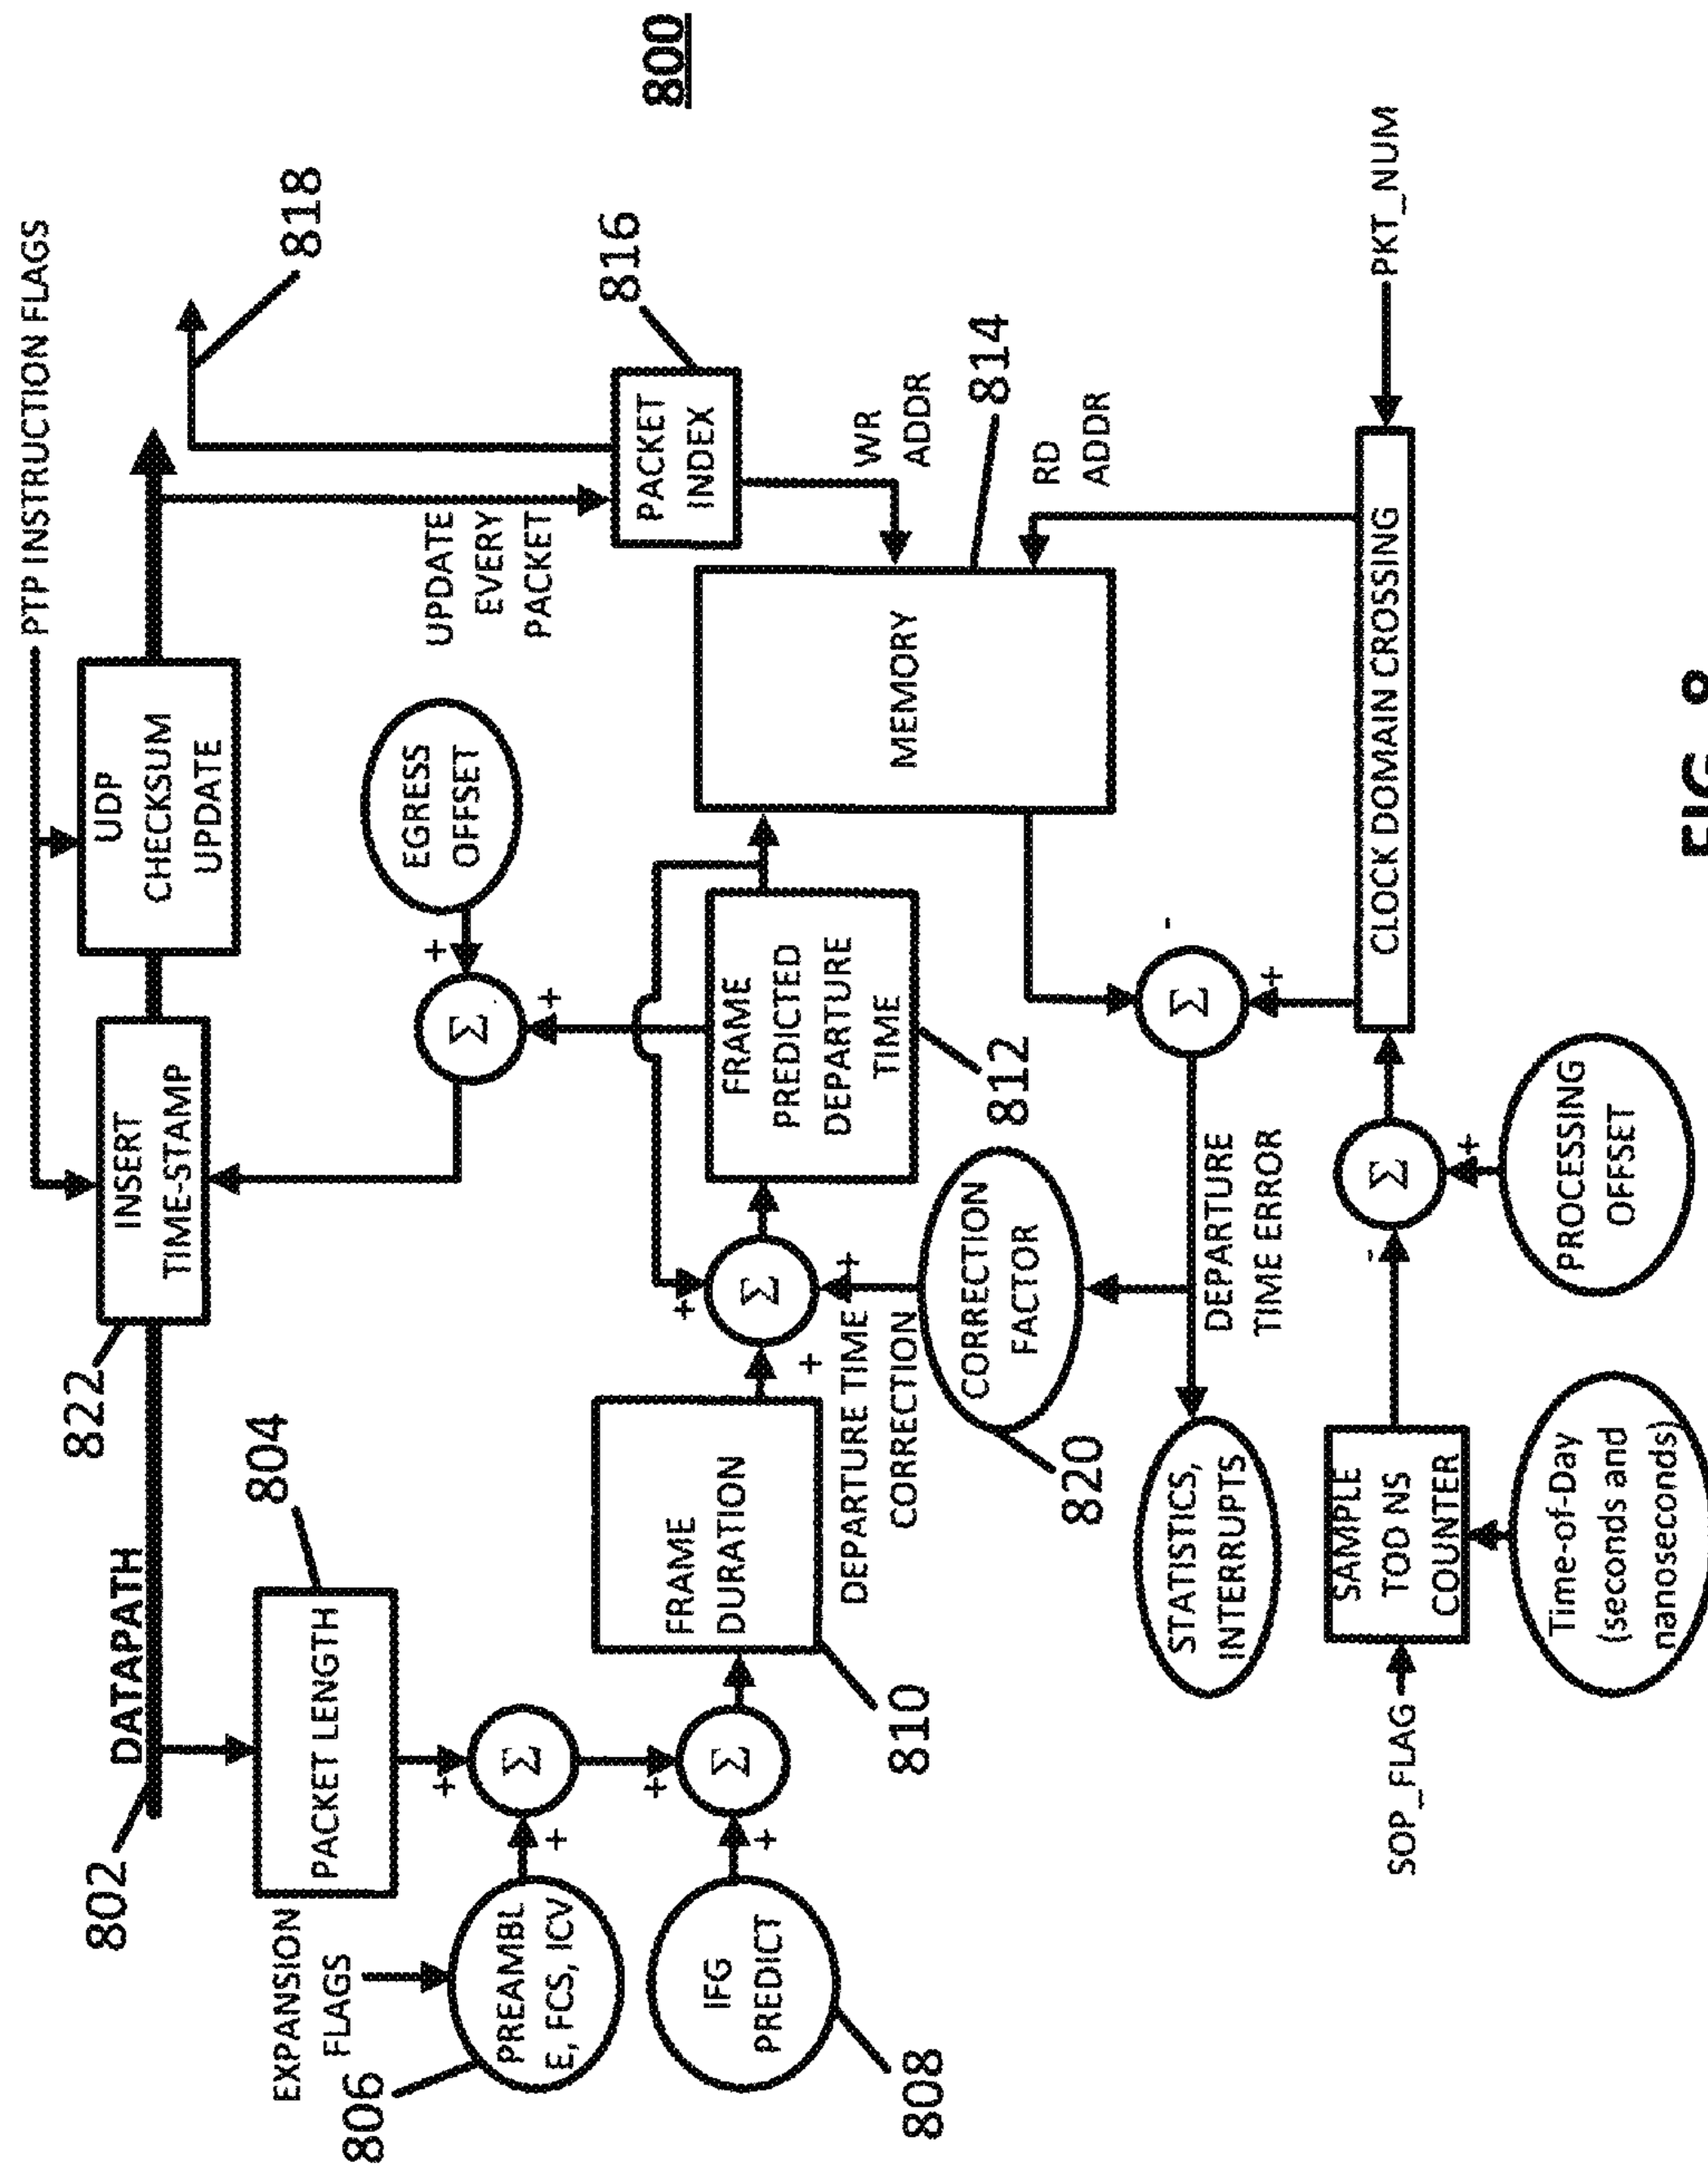 800
PTP INSTRUCTION FLAGS
818
816
814
DATAPATH
802
822
804
INSERT
TIME-STAMP
UDP
CHECKSUM
UPDATE
PACKET LENGTH
EXPANSION
FLAGS
806
PREAMBL
E, FCS, ICV
+
+
Σ
EGRESS
OFFSET
+
+
Σ
UPDATE
EVERY
PACKET
PACKET
INDEX
WR
ADDR
RD
ADDR
808
IFG
PREDICT
+
+
Σ
810
FRAME
DURATION
+
+
+
Σ
DEPARTURE TIME
CORRECTION
FRAME
PREDICTED
DEPARTURE
TIME
812
MEMORY
CORRECTION
FACTOR
820
STATISTICS,
INTERRUPTS
DEPARTURE
TIME ERROR
Σ
-
+
SOP_FLAG
SAMPLE
TOD NS
COUNTER
Time-of-Day
(seconds and
nanoseconds)
-
+
Σ
PROCESSING
OFFSET
CLOCK DOMAIN CROSSING
PKT_NUM
FIG. 8